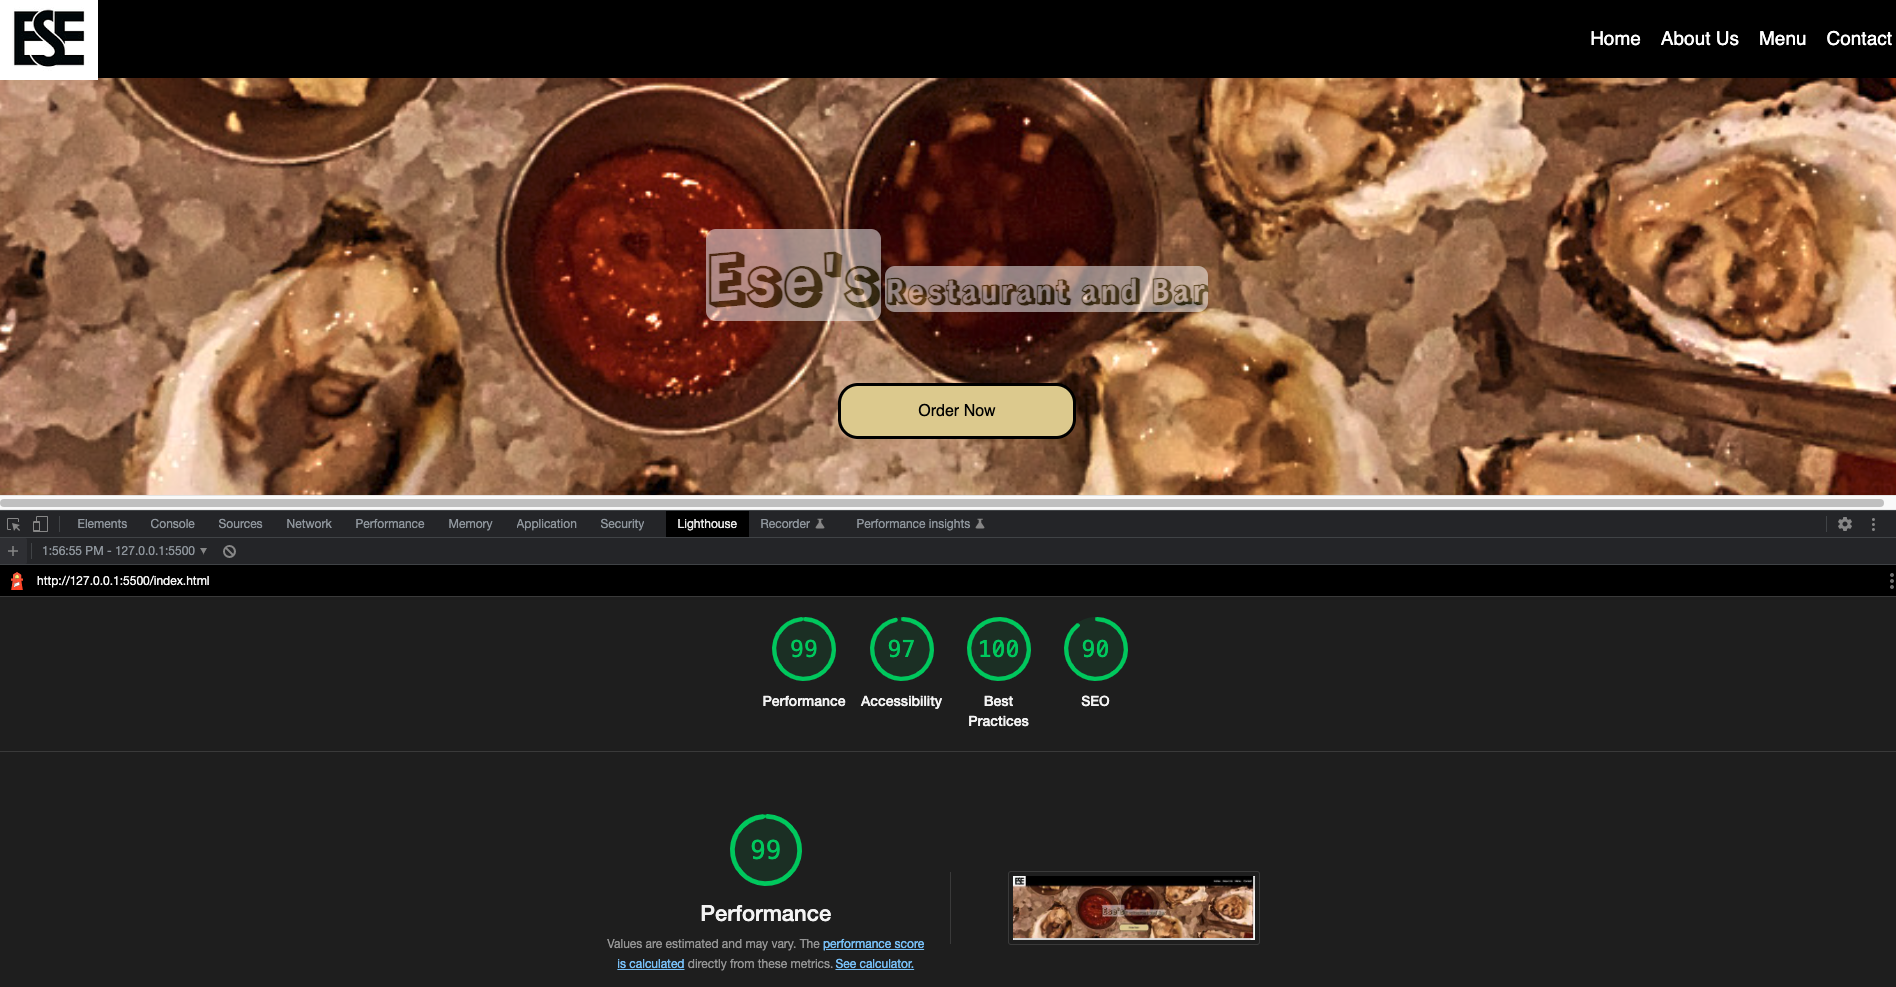 ESE
Home About Us Menu Contact
Ese's Restaurant and Bar
Order Now
Elements Console Sources Network Performance Memory Application Security Lighthouse Recorder Performance insights
1:56:55 PM - 127.0.0.1:5500
http://127.0.0.1:5500/index.html
99 97 100 90
Performance Accessibility Best Practices SEO
99
Performance
Values are estimated and may vary. The performance score
is calculated directly from these metrics. See calculator.
ESE